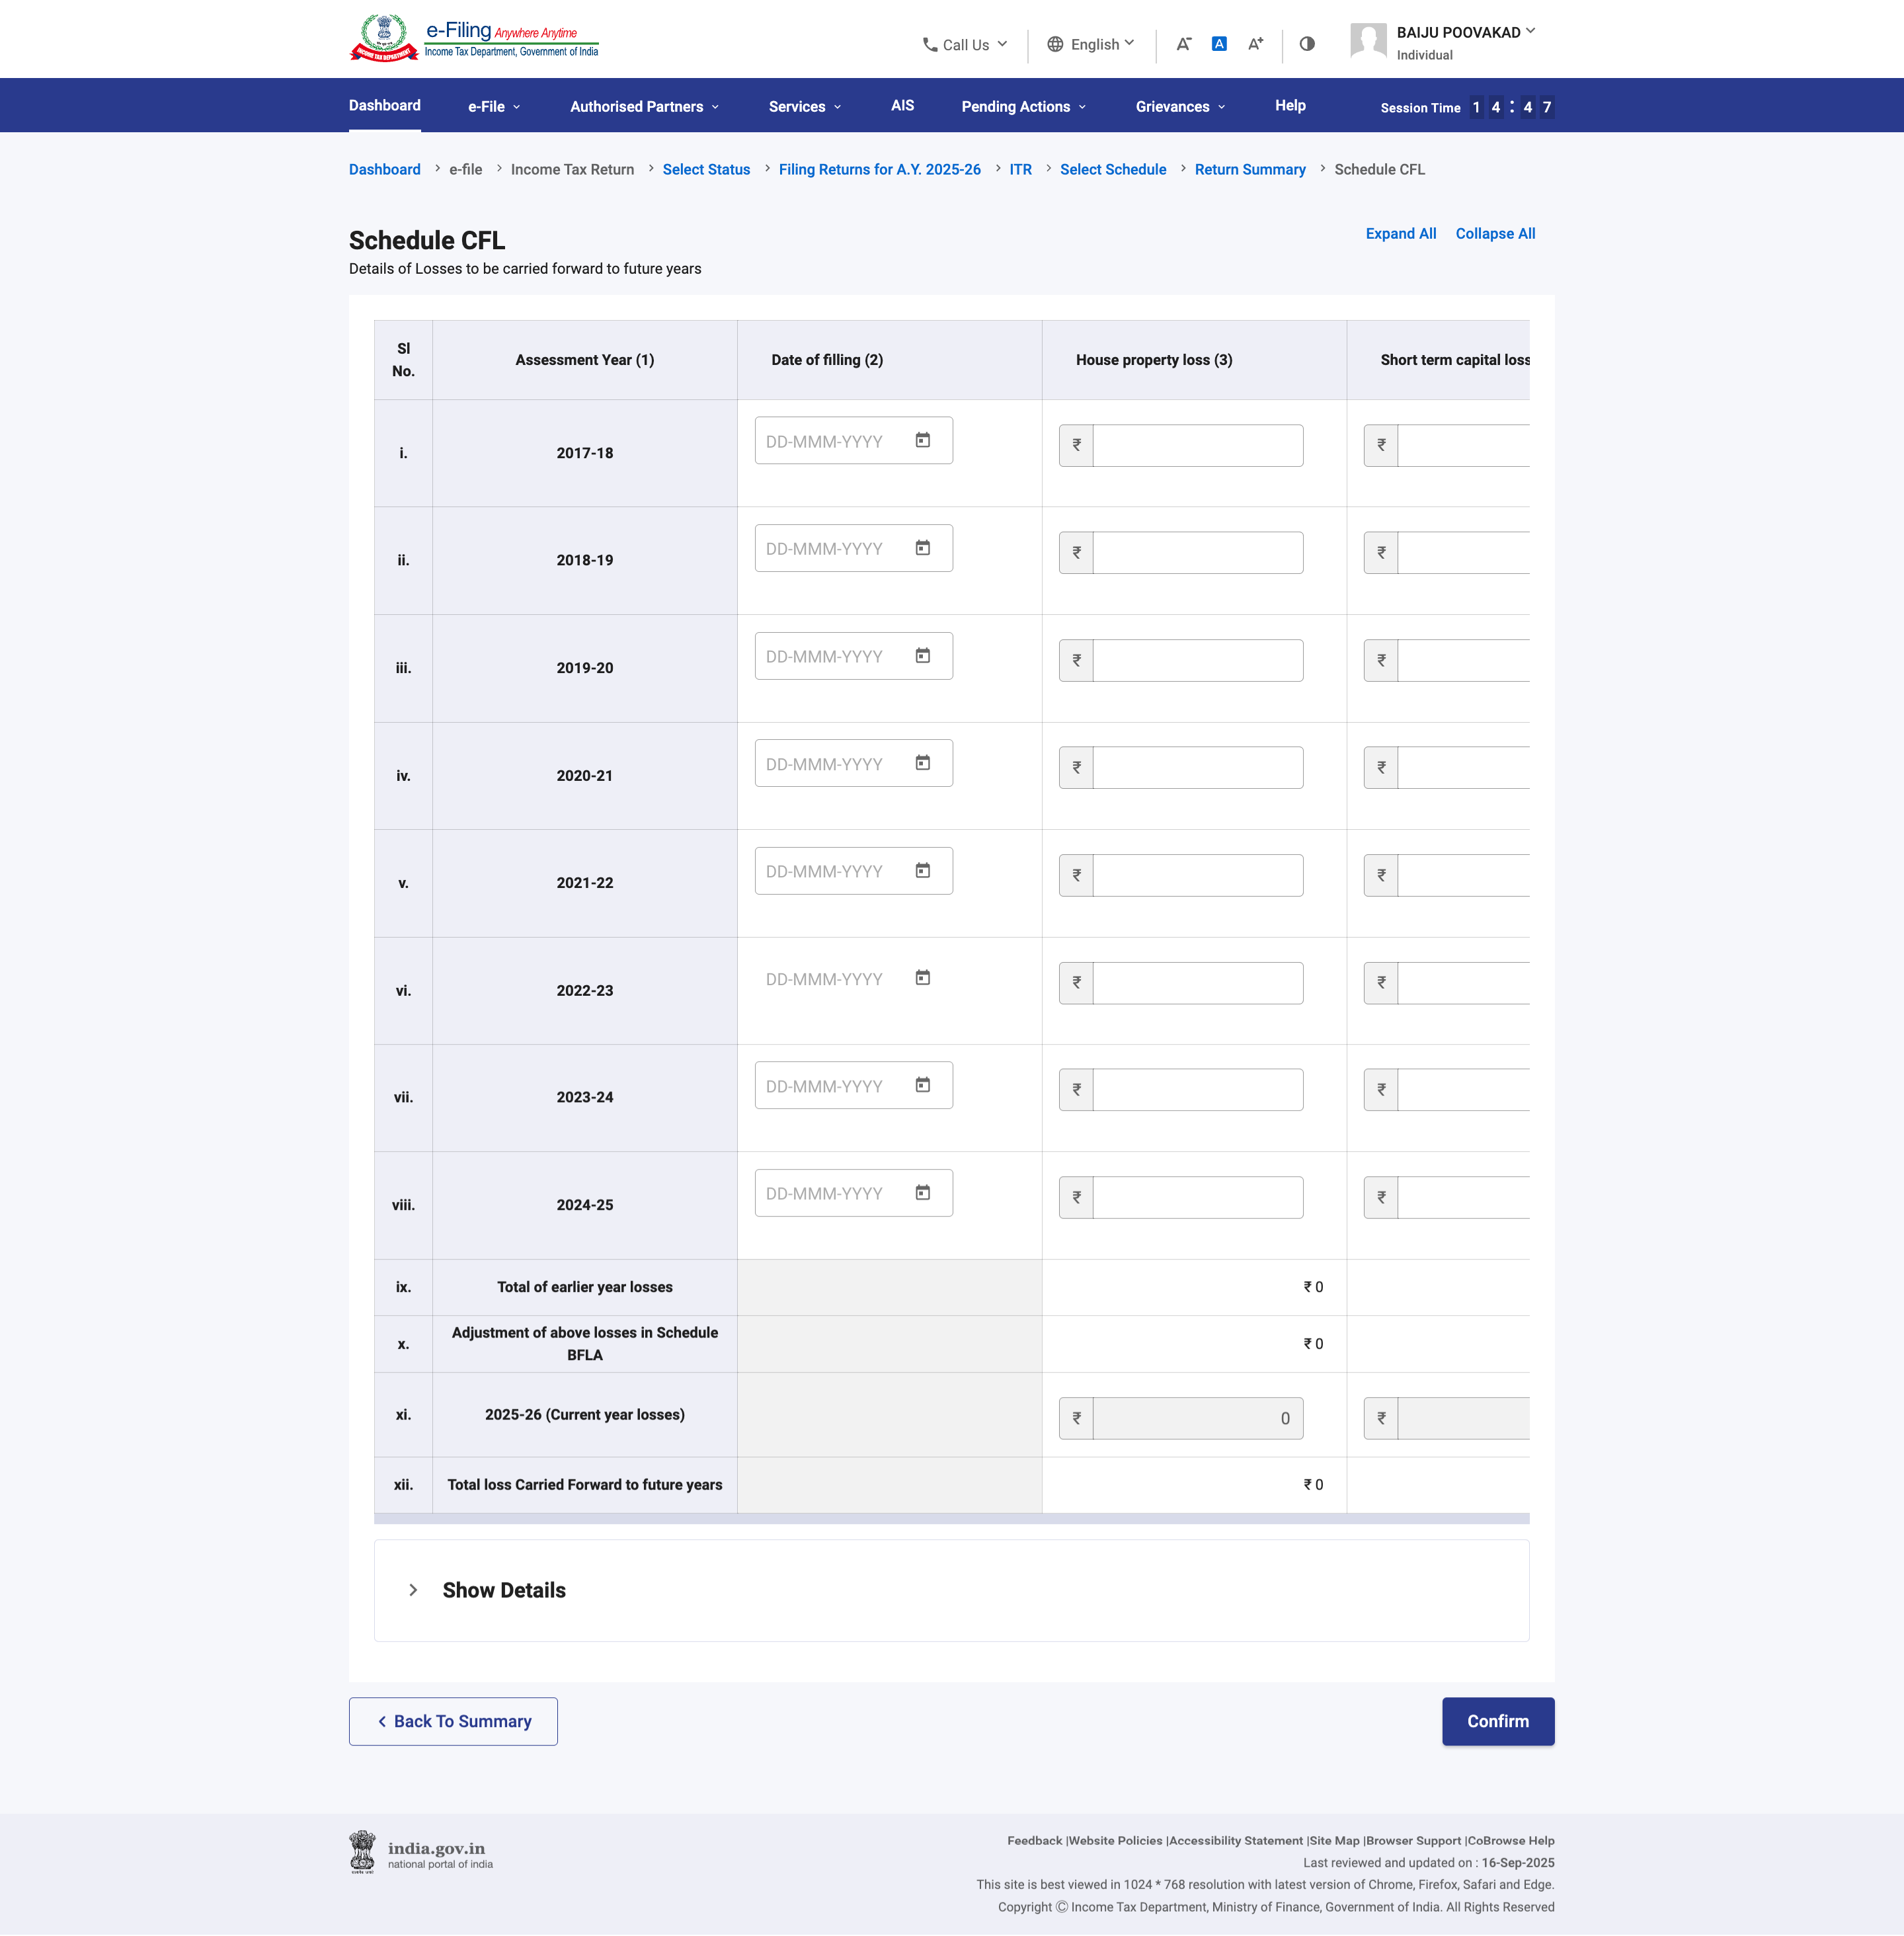 e-Filing Anywhere Anytime
Income Tax Department, Government of India
INCOME TAX DEPARTMENT
Call Us
English
A-
A
A+
BAIJU POOVAKAD
Individual
Dashboard e-File Authorised Partners Services AIS Pending Actions Grievances Help Session Time 14:47
Dashboard > e-file > Income Tax Return > Select Status > Filing Returns for A.Y. 2025-26 > ITR > Select Schedule > Return Summary > Schedule CFL
Schedule CFL
Expand All Collapse All
Details of Losses to be carried forward to future years
Sl No. Assessment Year (1) Date of filling (2) House property loss (3) Short term capital loss
i. 2017-18 DD-MMM-YYYY ₹ ₹
ii. 2018-19 DD-MMM-YYYY ₹ ₹
iii. 2019-20 DD-MMM-YYYY ₹ ₹
iv. 2020-21 DD-MMM-YYYY ₹ ₹
v. 2021-22 DD-MMM-YYYY ₹ ₹
vi. 2022-23 DD-MMM-YYYY ₹ ₹
vii. 2023-24 DD-MMM-YYYY ₹ ₹
viii. 2024-25 DD-MMM-YYYY ₹ ₹
ix. Total of earlier year losses ₹ 0
x. Adjustment of above losses in Schedule BFLA ₹ 0
xi. 2025-26 (Current year losses) ₹ 0 ₹
xii. Total loss Carried Forward to future years ₹ 0
Show Details
Back To Summary
Confirm
india.gov.in
national portal of india
Feedback |Website Policies |Accessibility Statement |Site Map |Browser Support |CoBrowse Help
Last reviewed and updated on : 16-Sep-2025
This site is best viewed in 1024 * 768 resolution with latest version of Chrome, Firefox, Safari and Edge.
Copyright © Income Tax Department, Ministry of Finance, Government of India. All Rights Reserved